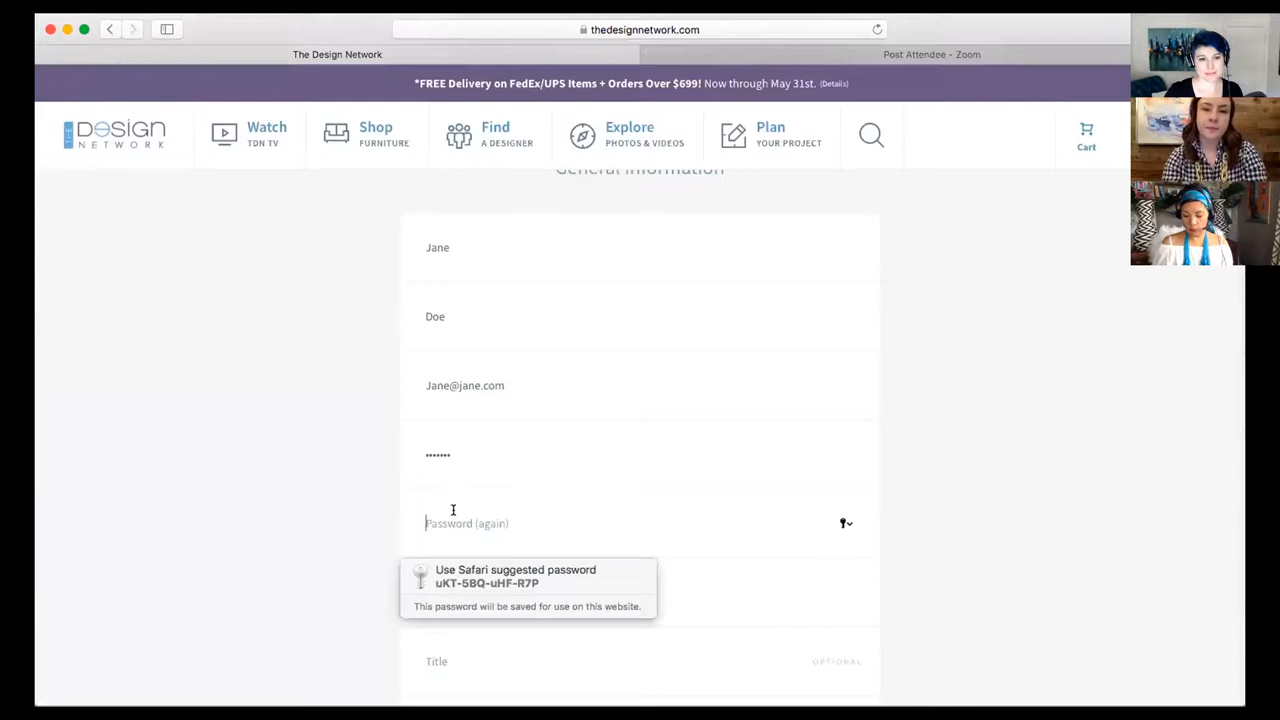 thedesignnetwork.com
The Design Network
Post Attendee - Zoom
*FREE Delivery on FedEx/UPS Items + Orders Over $699! Now through May 31st. (Details)
THE DESIGN NETWORK
Watch
TDN TV
Shop
FURNITURE
Find
A DESIGNER
Explore
PHOTOS & VIDEOS
Plan
YOUR PROJECT
Cart
General Information
Jane
Doe
Jane@jane.com
•••••••
Password (again)
Use Safari suggested password
uKT-5BQ-uHF-R7P
This password will be saved for use on this website.
Title
OPTIONAL